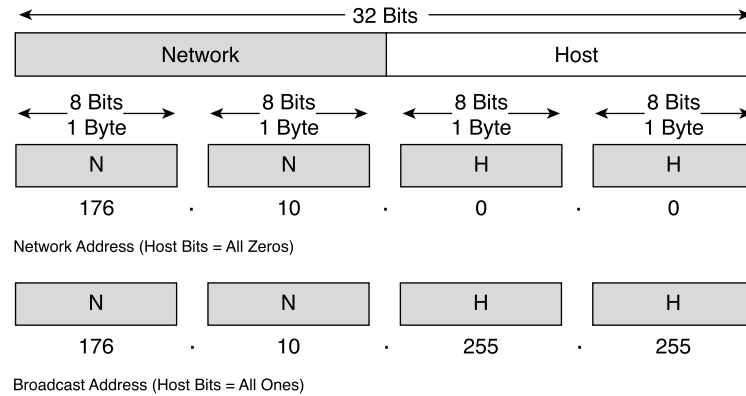 32 Bits
Network Host
8 Bits 8 Bits 8 Bits 8 Bits
1 Byte 1 Byte 1 Byte 1 Byte
N N H H
176 . 10 . 0 . 0
Network Address (Host Bits = All Zeros)
N N H H
176 . 10 . 255 . 255
Broadcast Address (Host Bits = All Ones)